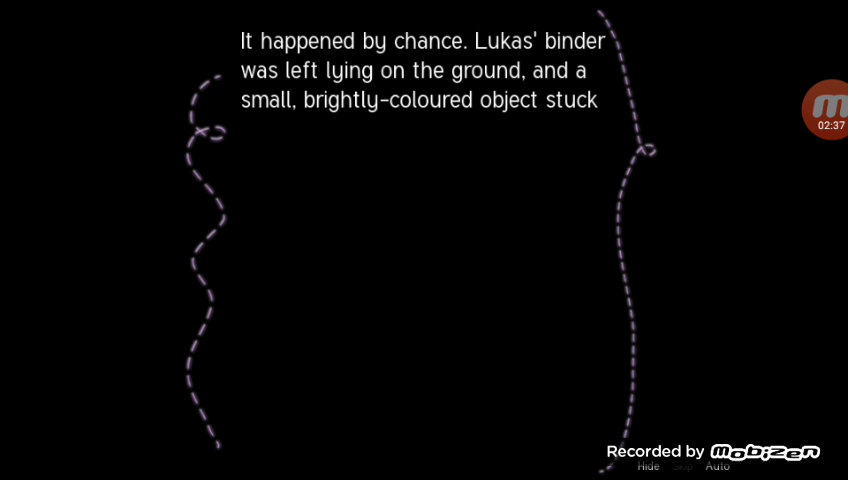 It happened by chance. Lukas' binder
was left lying on the ground, and a
small, brightly-coloured object stuck
02:37
Recorded by mobizen
Hide Skip Auto